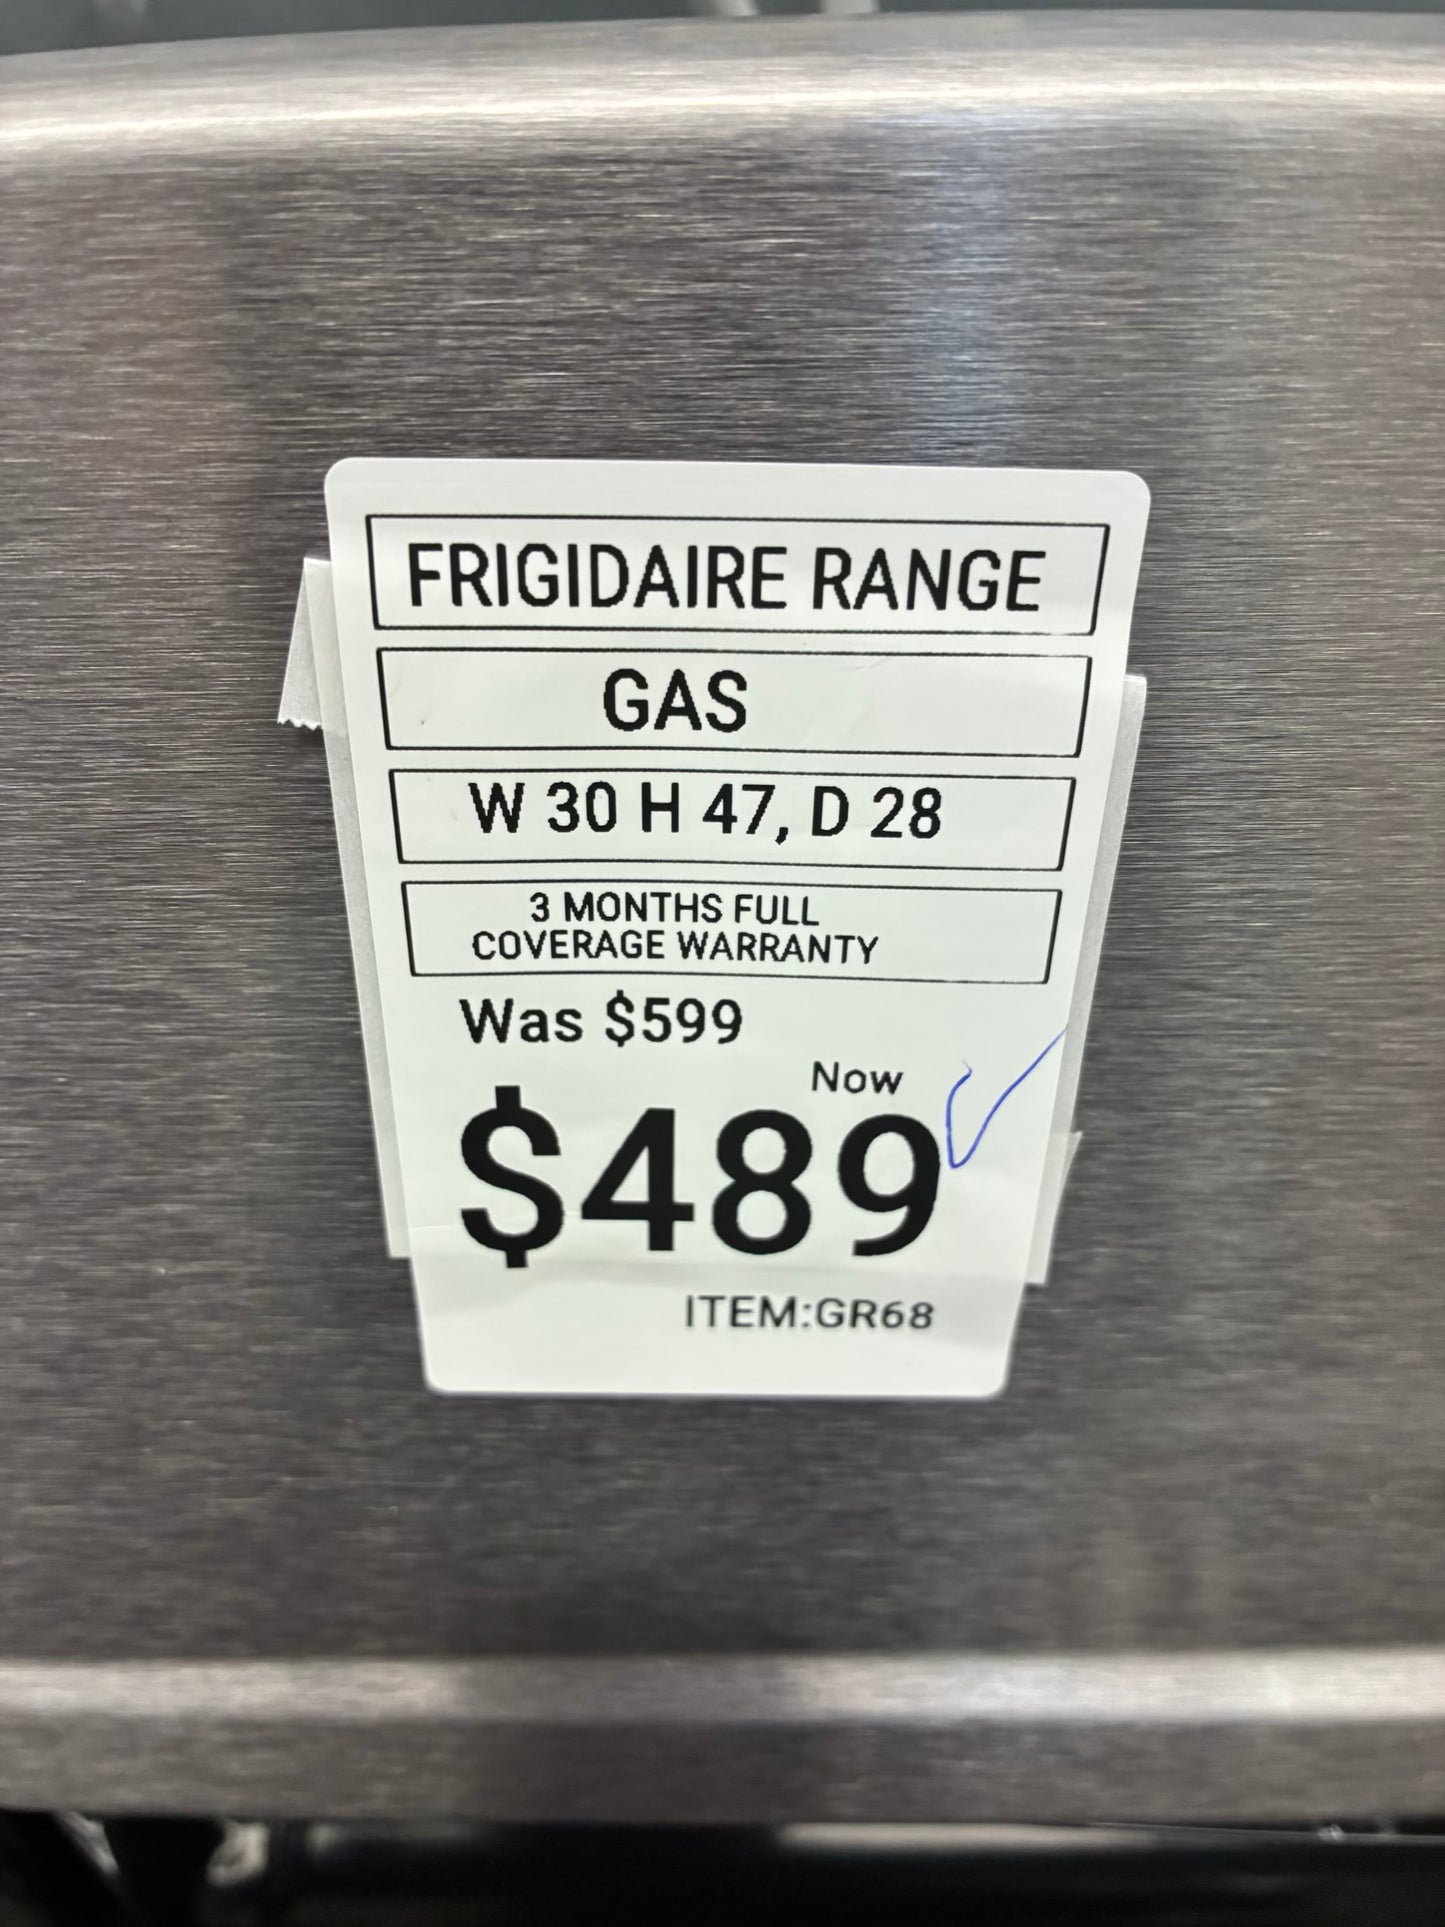 FRIGIDAIRE RANGE
GAS
W 30 H 47, D 28
3 MONTHS FULL
COVERAGE WARRANTY
Was $599
Now
$489
ITEM:GR68